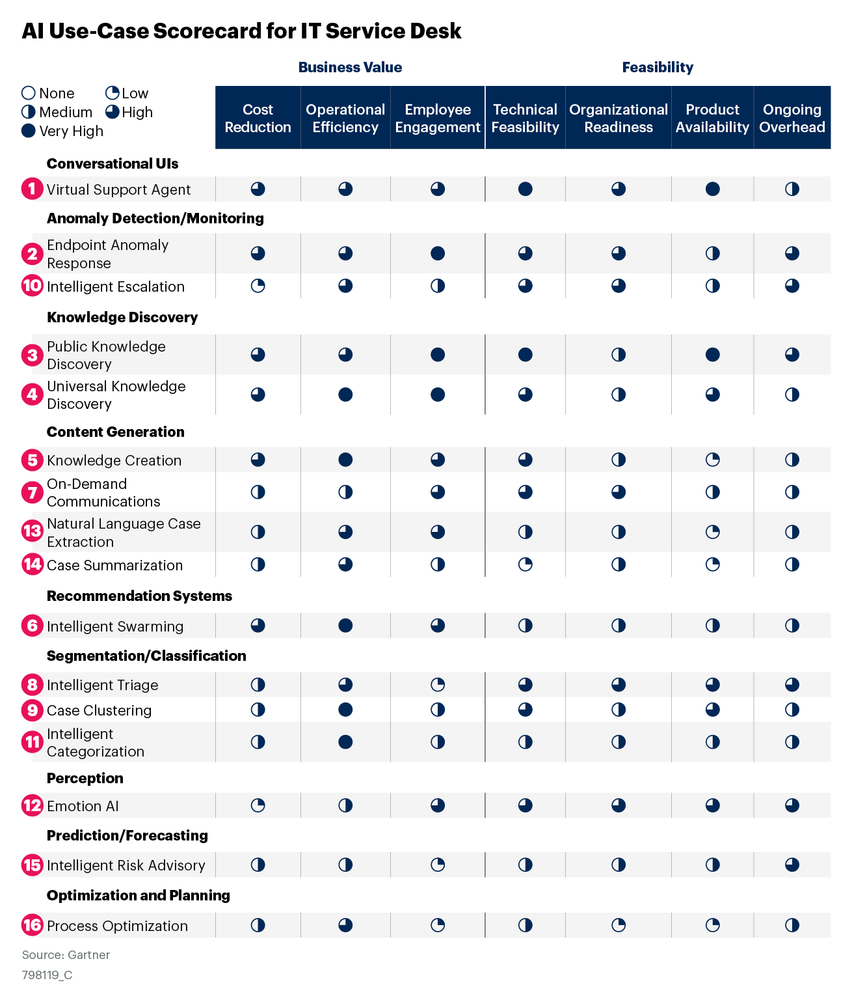 AI Use-Case Scorecard for IT Service Desk
Business Value
Feasibility
None
Low
Medium
High
Very High
Cost
Reduction
Operational
Efficiency
Employee
Engagement
Technical
Feasibility
Organizational
Readiness
Product
Availability
Ongoing
Overhead
Conversational UIs
1 Virtual Support Agent
Anomaly Detection/Monitoring
2 Endpoint Anomaly
Response
10 Intelligent Escalation
Knowledge Discovery
3 Public Knowledge
Discovery
4 Universal Knowledge
Discovery
Content Generation
5 Knowledge Creation
7 On-Demand
Communications
13 Natural Language Case
Extraction
14 Case Summarization
Recommendation Systems
6 Intelligent Swarming
Segmentation/Classification
8 Intelligent Triage
9 Case Clustering
11 Intelligent
Categorization
Perception
12 Emotion AI
Prediction/Forecasting
15 Intelligent Risk Advisory
Optimization and Planning
16 Process Optimization
Source: Gartner
798119_C